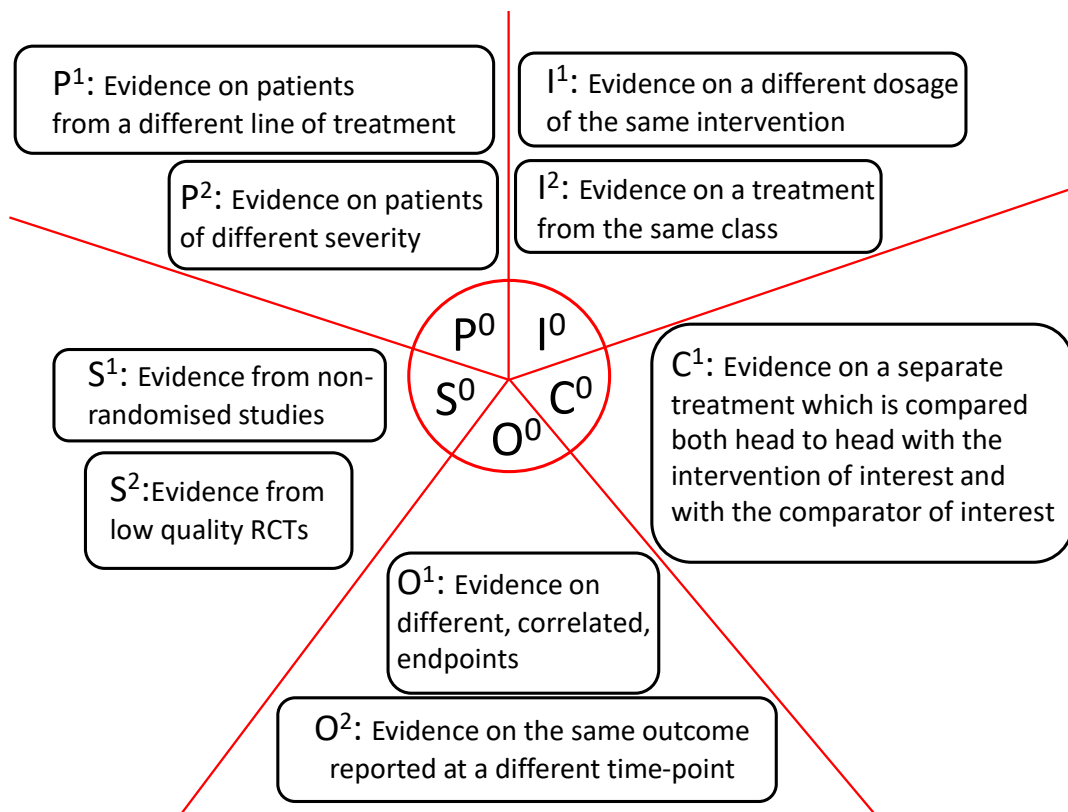 P¹: Evidence on patients
from a different line of treatment
P²: Evidence on patients
of different severity
I¹: Evidence on a different dosage
of the same intervention
I²: Evidence on a treatment
from the same class
P⁰
I⁰
S⁰
C⁰
O⁰
S¹: Evidence from non-
randomised studies
S²:Evidence from
low quality RCTs
C¹: Evidence on a separate
treatment which is compared
both head to head with the
intervention of interest and
with the comparator of interest
O¹: Evidence on
different, correlated,
endpoints
O²: Evidence on the same outcome
reported at a different time-point